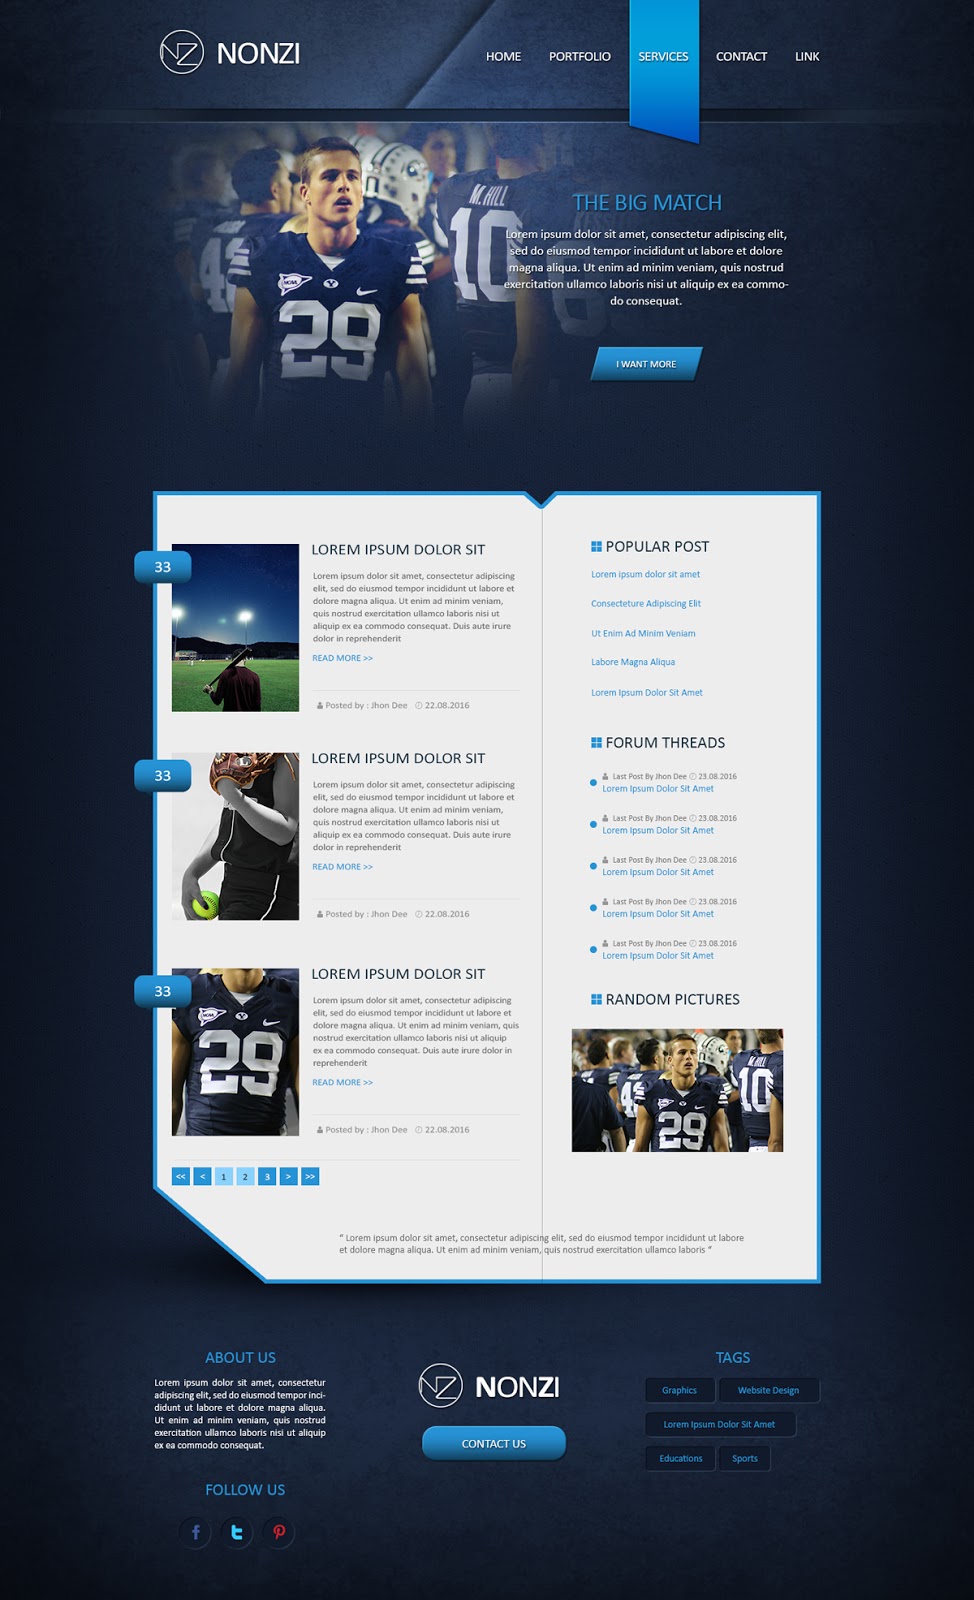 NZ NONZI
HOME PORTFOLIO SERVICES CONTACT LINK
M. HILL
10
4
NCAA
Y
29
THE BIG MATCH
Lorem ipsum dolor sit amet, consectetur adipiscing elit,
sed do eiusmod tempor incididunt ut labore et dolore
magna aliqua. Ut enim ad minim veniam, quis nostrud
exercitation ullamco laboris nisi ut aliquip ex ea commo-
do consequat.
I WANT MORE
33
LOREM IPSUM DOLOR SIT
Lorem ipsum dolor sit amet, consectetur adipiscing
elit, sed do eiusmod tempor incididunt ut labore et
dolore magna aliqua. Ut enim ad minim veniam,
quis nostrud exercitation ullamco laboris nisi ut
aliquip ex ea commodo consequat. Duis aute irure
dolor in reprehenderit
READ MORE >>
Posted by : Jhon Dee 22.08.2016
33
LOREM IPSUM DOLOR SIT
Lorem ipsum dolor sit amet, consectetur adipiscing
elit, sed do eiusmod tempor incididunt ut labore et
dolore magna aliqua. Ut enim ad minim veniam,
quis nostrud exercitation ullamco laboris nisi ut
aliquip ex ea commodo consequat. Duis aute irure
dolor in reprehenderit
READ MORE >>
Posted by : Jhon Dee 22.08.2016
33
NCAA
29
LOREM IPSUM DOLOR SIT
Lorem ipsum dolor sit amet, consectetur adipiscing
elit, sed do eiusmod tempor incididunt ut labore et
dolore magna aliqua. Ut enim ad minim veniam, quis
nostrud exercitation ullamco laboris nisi ut aliquip
ex ea commodo consequat. Duis aute irure dolor in
reprehenderit
READ MORE >>
Posted by : Jhon Dee 22.08.2016
<< < 1 2 3 > >>
POPULAR POST
Lorem ipsum dolor sit amet
Consecteture Adipiscing Elit
Ut Enim Ad Minim Veniam
Labore Magna Aliqua
Lorem Ipsum Dolor Sit Amet
FORUM THREADS
Last Post By Jhon Dee 23.08.2016
Lorem Ipsum Dolor Sit Amet
Last Post By Jhon Dee 23.08.2016
Lorem Ipsum Dolor Sit Amet
Last Post By Jhon Dee 23.08.2016
Lorem Ipsum Dolor Sit Amet
Last Post By Jhon Dee 23.08.2016
Lorem Ipsum Dolor Sit Amet
Last Post By Jhon Dee 23.08.2016
Lorem Ipsum Dolor Sit Amet
RANDOM PICTURES
10
29
“ Lorem ipsum dolor sit amet, consectetur adipiscing elit, sed do eiusmod tempor incididunt ut labore
et dolore magna aliqua. Ut enim ad minim veniam, quis nostrud exercitation ullamco laboris “
ABOUT US
Lorem ipsum dolor sit amet, consectetur
adipiscing elit, sed do eiusmod tempor inci-
didunt ut labore et dolore magna aliqua.
Ut enim ad minim veniam, quis nostrud
exercitation ullamco laboris nisi ut aliquip
ex ea commodo consequat.
FOLLOW US
NZ NONZI
CONTACT US
TAGS
Graphics Website Design
Lorem Ipsum Dolor Sit Amet
Educations Sports